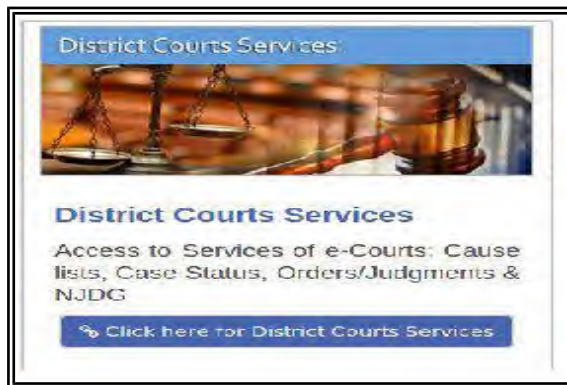 District Courts Services
District Courts Services
Access to Services of e-Courts: Cause
lists, Case Status, Orders/Judgments &
NJDG
Click here for District Courts Services